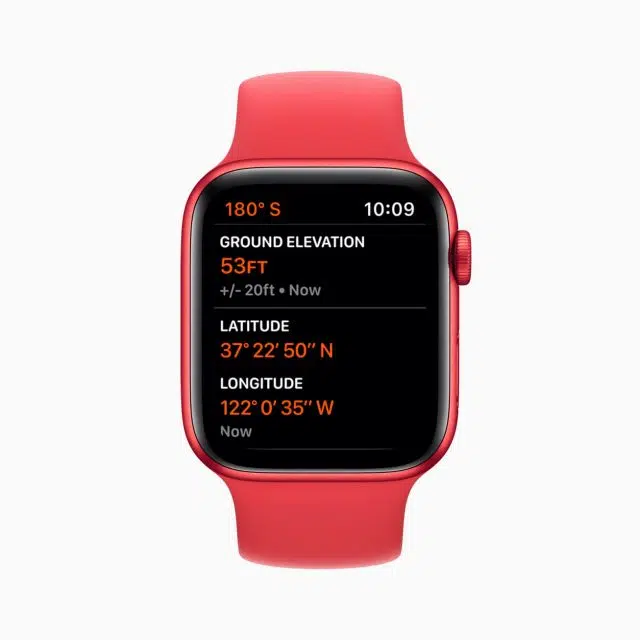 180° S 10:09
GROUND ELEVATION
53FT
+/- 20ft • Now
LATITUDE
37° 22′ 50″ N
LONGITUDE
122° 0′ 35″ W
Now